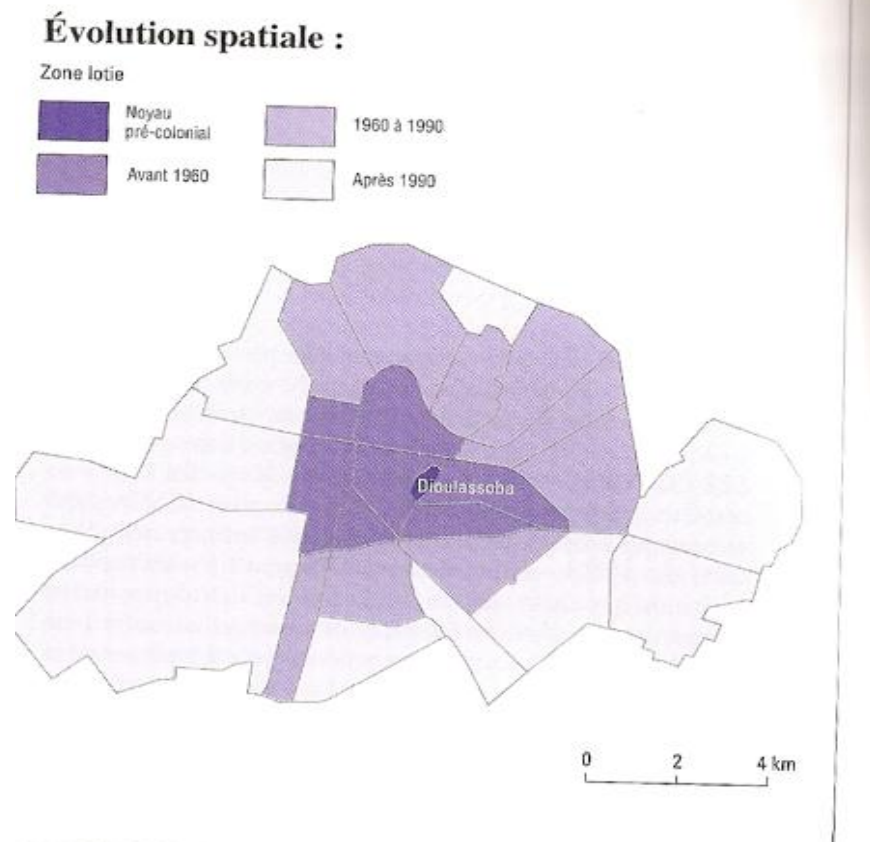 Évolution spatiale :
Zone lotie
Noyau
pré-colonial
Avant 1960
1960 à 1990
Après 1990
Dioulassoba
0 2 4 km